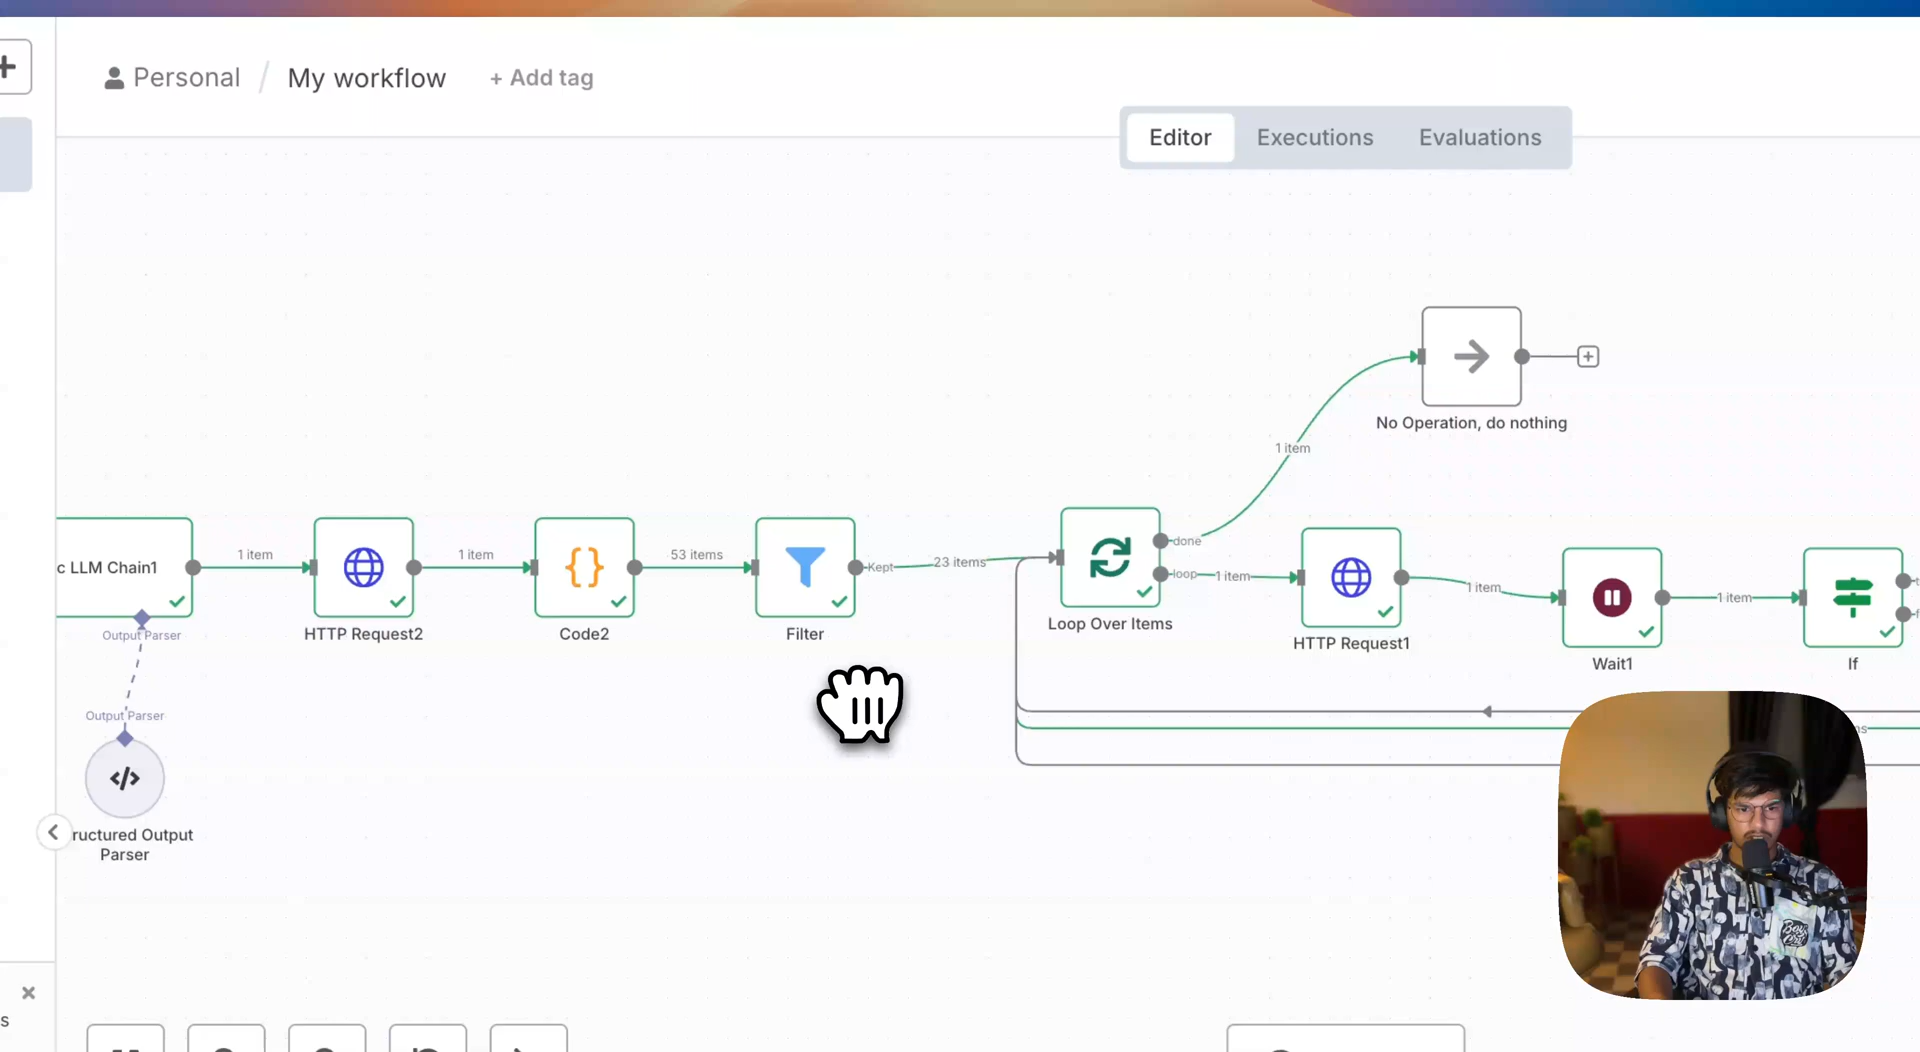 Personal / My workflow + Add tag
Editor Executions Evaluations
No Operation, do nothing
1 item
c LLM Chain1
1 item
1 item
53 items
Kept
23 items
done
loop
1 item
1 item
1 item
Output Parser
HTTP Request2
Code2
Filter
Loop Over Items
HTTP Request1
Wait1
If
Output Parser
ructured Output
Parser
s